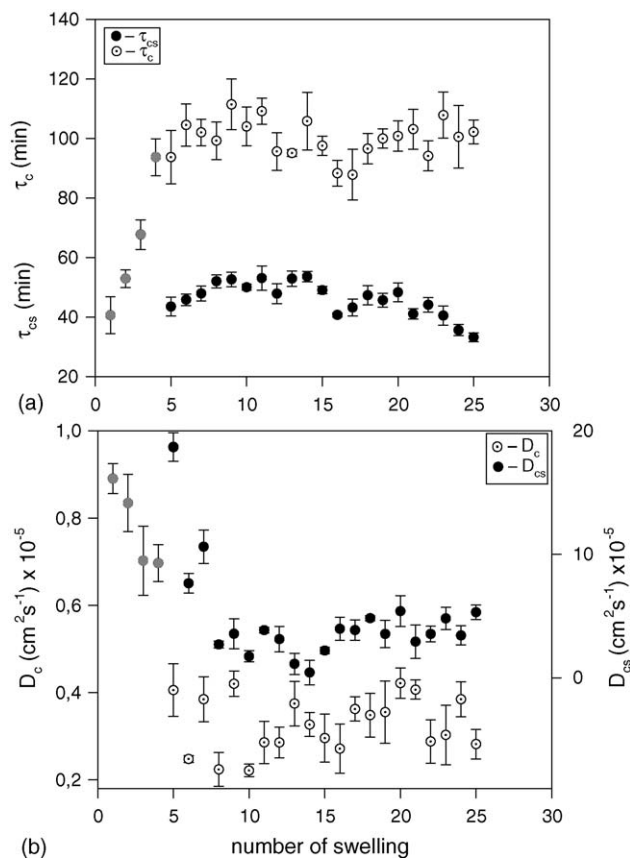 140
120
100
80
60
40
20
τc (min)
τcs (min)
– τcs
– τc
(a)
0
5
10
15
20
25
30
1,0
0,8
0,6
0,4
0,2
Dc (cm²s⁻¹) x 10⁻⁵
– Dc
– Dcs
20
10
0
Dcs (cm²s⁻¹) x10⁻⁵
0
5
10
15
20
25
30
(b)
number of swelling